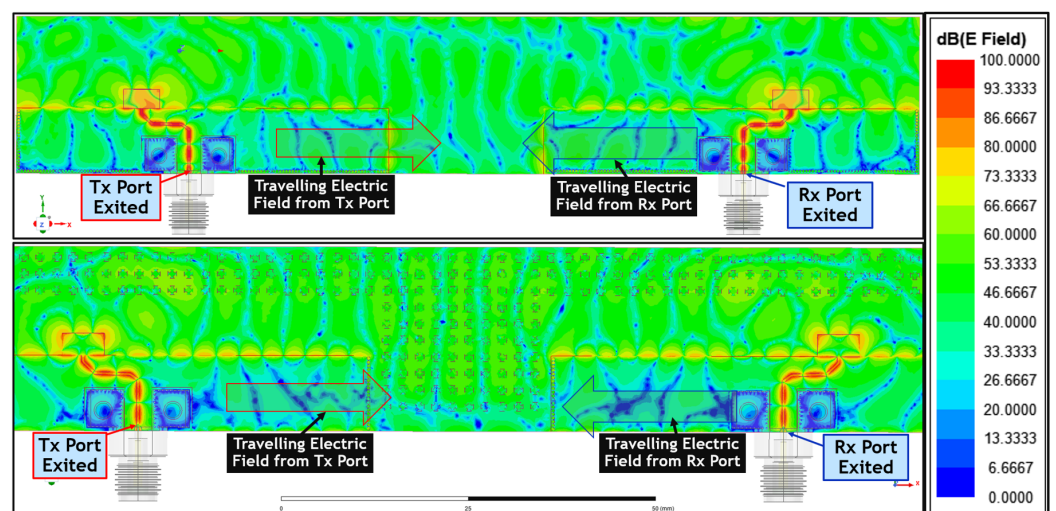 Tx Port
Exited
Travelling Electric
Field from Tx Port
Travelling Electric
Field from Rx Port
Rx Port
Exited
Y
Z
X
Tx Port
Exited
Travelling Electric
Field from Tx Port
Travelling Electric
Field from Rx Port
Rx Port
Exited
X
0
25
50 (mm)
dB(E Field)
100.0000
93.3333
86.6667
80.0000
73.3333
66.6667
60.0000
53.3333
46.6667
40.0000
33.3333
26.6667
20.0000
13.3333
6.6667
0.0000